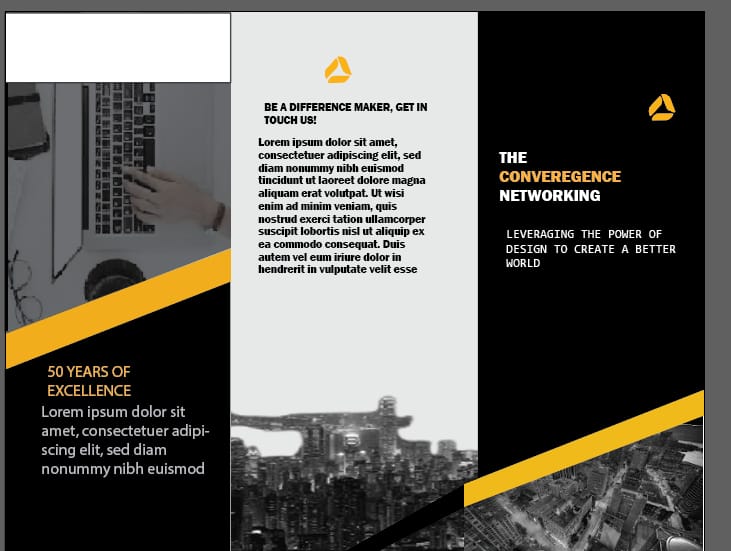 50 YEARS OF
EXCELLENCE
Lorem ipsum dolor sit
amet, consectetuer adipi-
scing elit, sed diam
nonummy nibh euismod
BE A DIFFERENCE MAKER, GET IN
TOUCH US!
Lorem ipsum dolor sit amet,
consectetuer adipiscing elit, sed
diam nonummy nibh euismod
tincidunt ut laoreet dolore magna
aliquam erat volutpat. Ut wisi
enim ad minim veniam, quis
nostrud exerci tation ullamcorper
suscipit lobortis nisl ut aliquip ex
ea commodo consequat. Duis
autem vel eum iriure dolor in
hendrerit in vulputate velit esse
THE
CONVEREGENCE
NETWORKING
LEVERAGING THE POWER OF
DESIGN TO CREATE A BETTER
WORLD